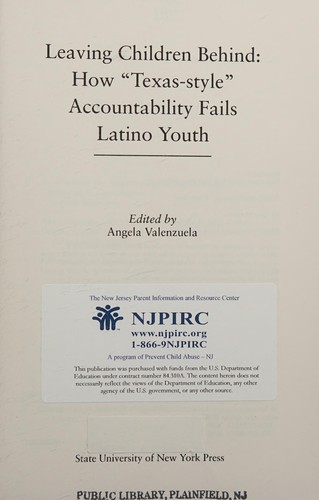 Leaving Children Behind:
How “Texas-style”
Accountability Fails
Latino Youth
Edited by
Angela Valenzuela
The New Jersey Parent Information and Resource Center
NJPIRC
www.njpirc.org
1-866-9NJPIRC
A program of Prevent Child Abuse – NJ
This publication was purchased with funds from the U.S. Department of
Education under contract number 84.310A. The content herein does not
necessarily reflect the views of the Department of Education, any other
agency of the U.S. government, or any other source.
State University of New York Press
PUBLIC LIBRARY, PLAINFIELD, NJ